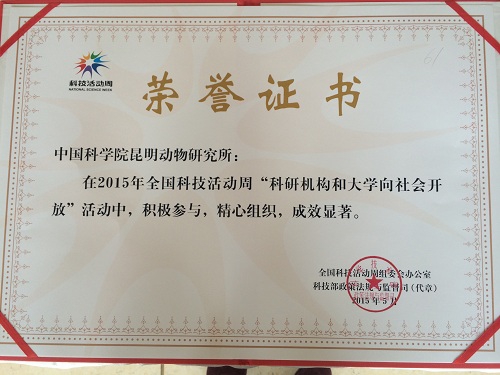 科技活动周
NATIONAL SCIENCE WEEK
荣誉证书
中国科学院昆明动物研究所：
在2015年全国科技活动周“科研机构和大学向社会开
放”活动中，积极参与，精心组织，成效显著。
全国科技活动周组委会办公室
科技部政策法规与监督司（代章）
2015年5月